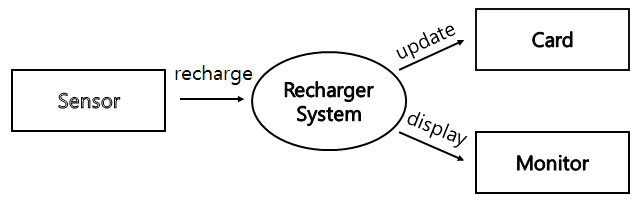 Sensor
recharge
Recharger
System
update
display
Card
Monitor